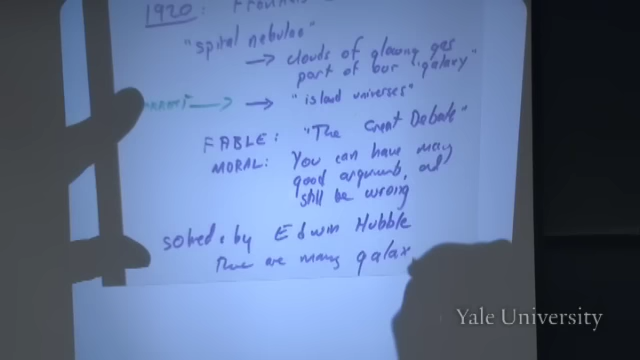 1920: Frontiers
"spiral nebulae"
→ clouds of glowing gas
part of our "galaxy"
KANT → → "island universes"
FABLE: "The Great Debate"
MORAL: You can have many
good arguments, and
still be wrong
solved by Edwin Hubble
There are many galax
Yale University